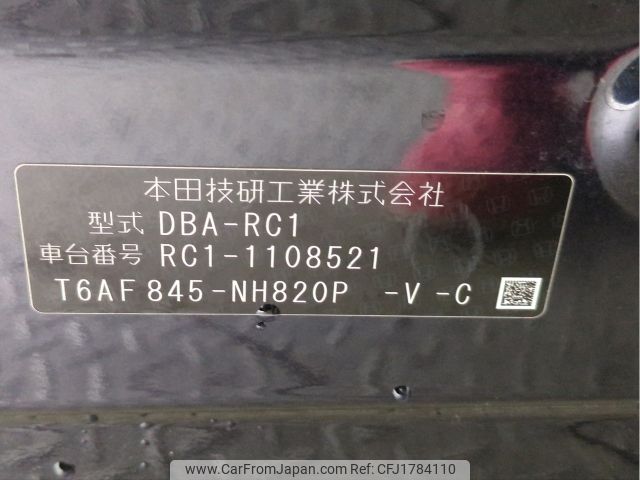 本田技研工業株式会社
型式 DBA-RC1
車台番号 RC1-1108521
T6AF 845-NH820P -V -C
www.CarFromJapan.com - Ref No:CFJ1784110